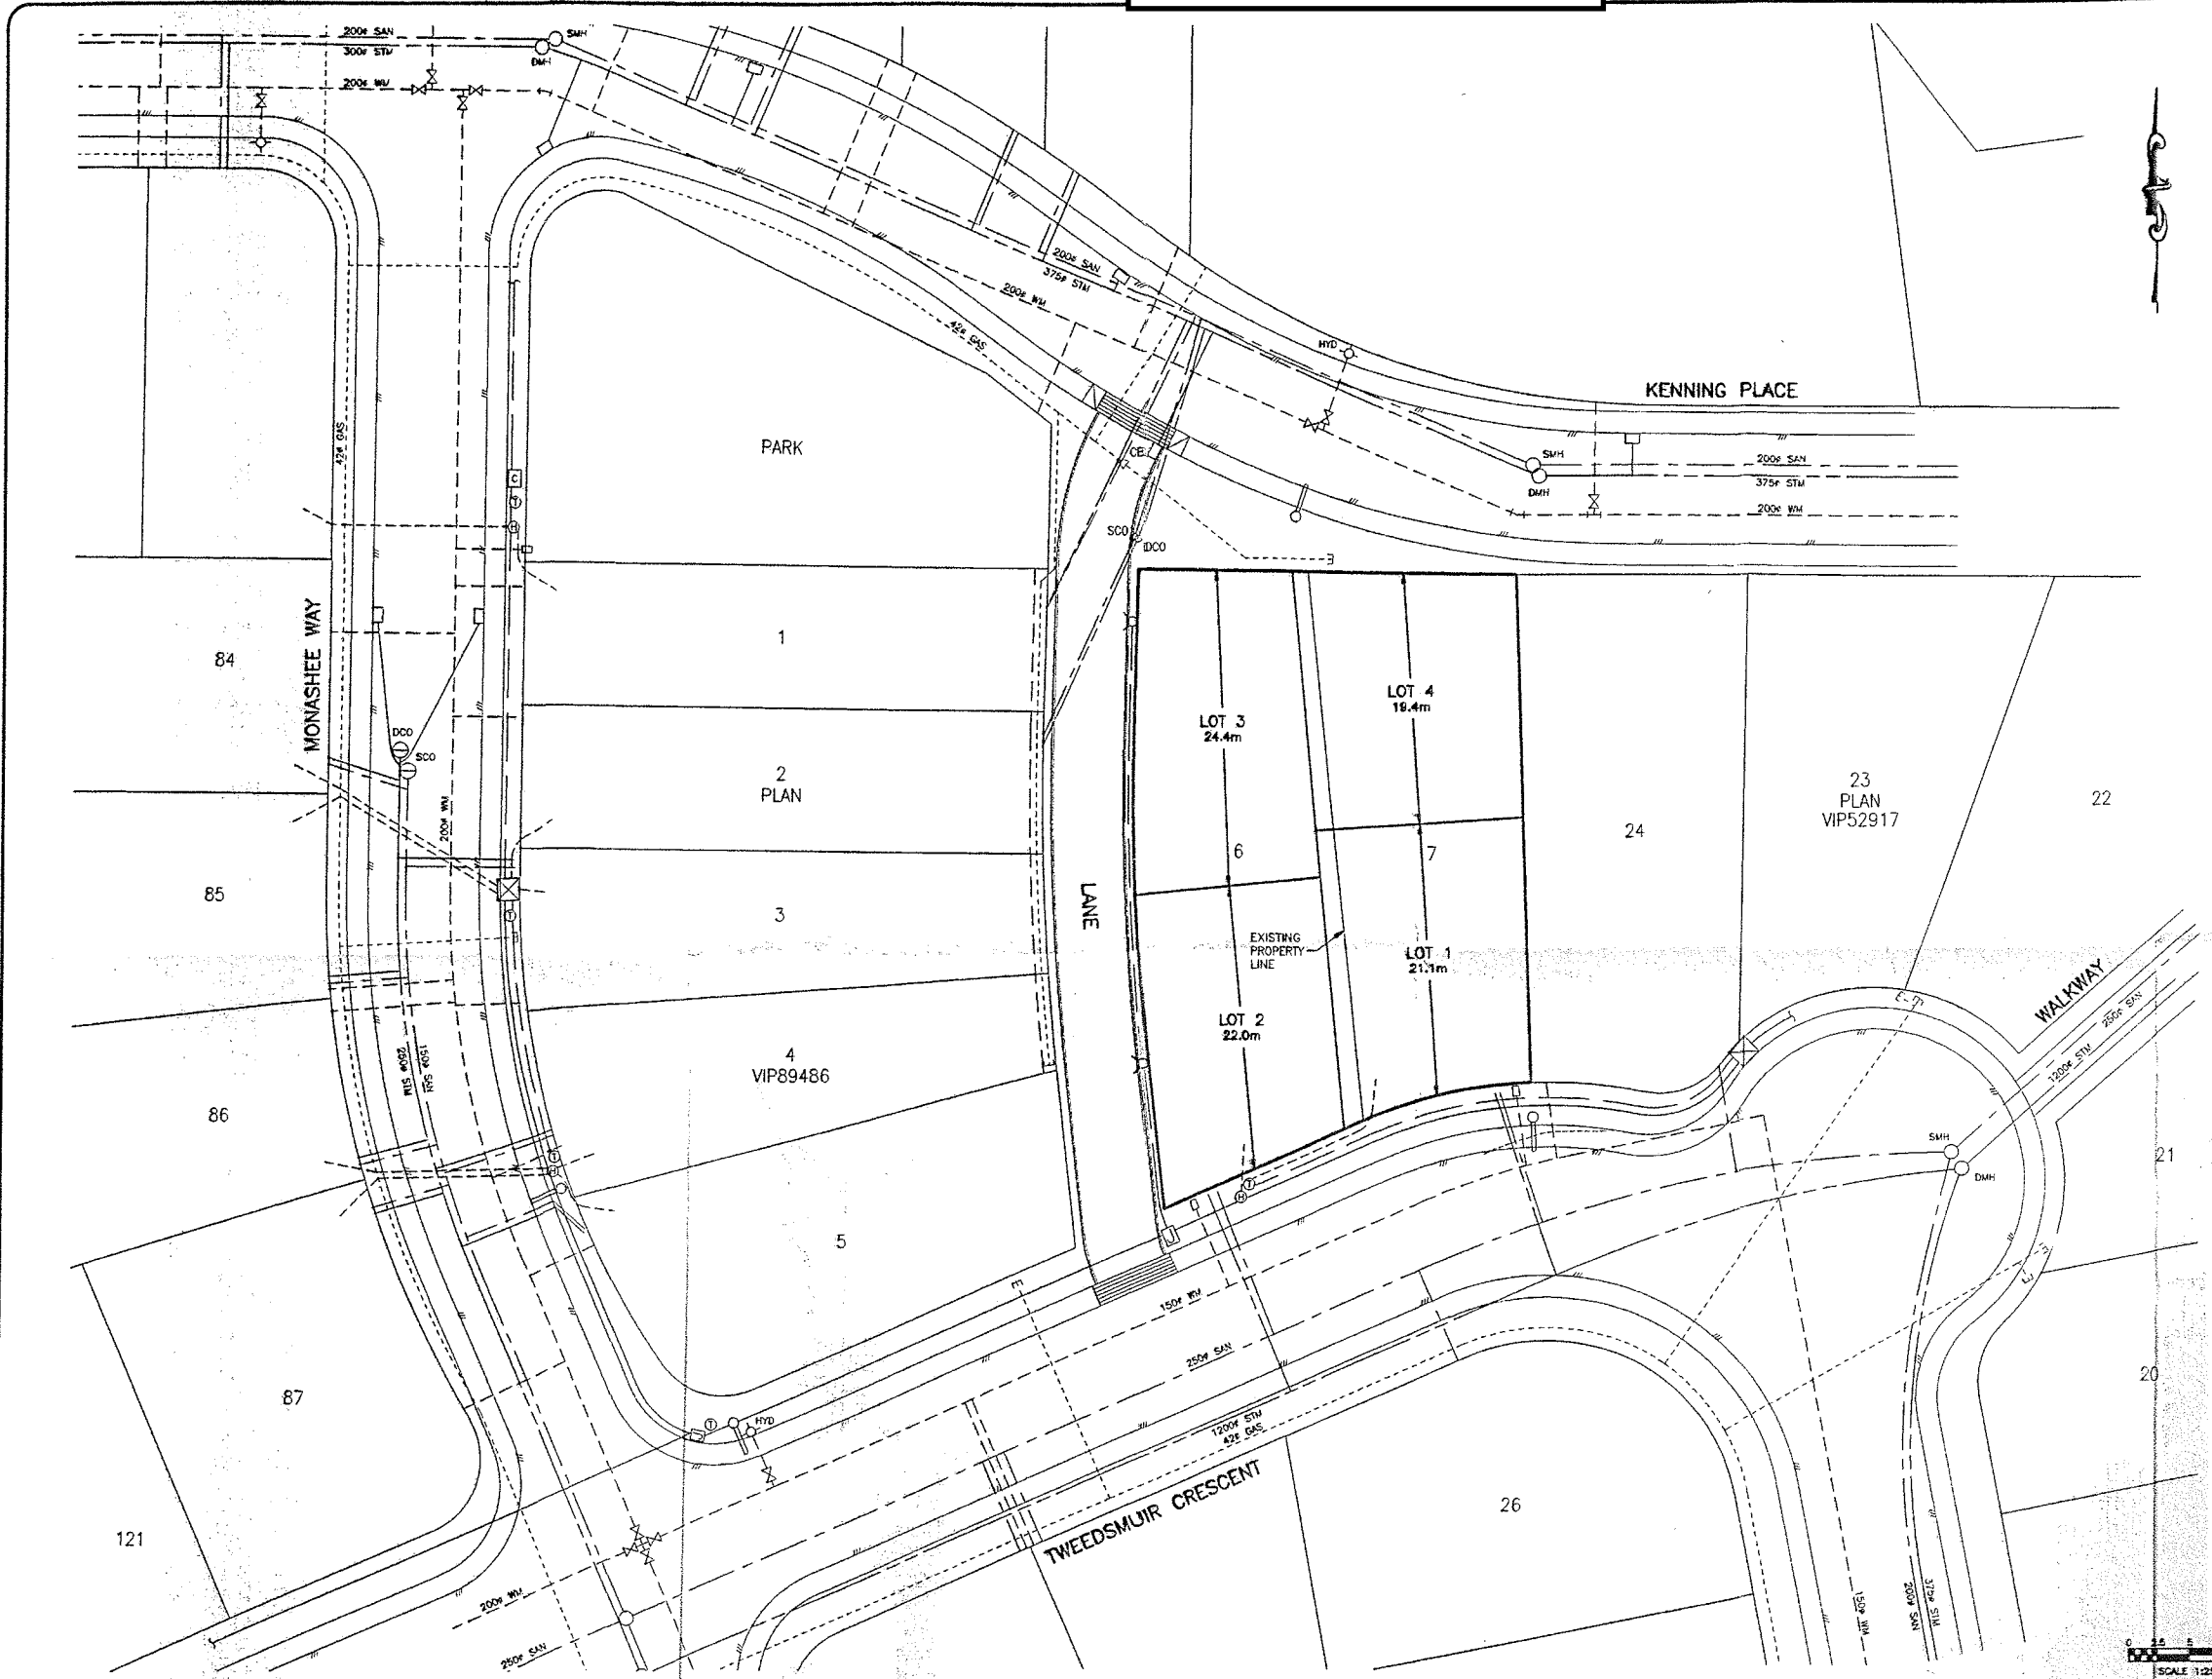 200ø SAN
300ø STM
200ø WM
SMH
DMH
200ø SAN
375ø STM
200ø WM
42ø GAS
HYD
KENNING PLACE
SMH
DMH
200ø SAN
375ø STM
200ø WM
42ø GAS
PARK
C
T
H
CB
SCO
DCO
MONASHEE WAY
84
1
DCO
SCO
200ø WM
2
PLAN
LOT 3
24.4m
LOT 4
19.4m
23
PLAN
VIP52917
22
24
6
7
85
3
T
LANE
EXISTING
PROPERTY
LINE
LOT 1
21.1m
LOT 2
22.0m
WALKWAY
250ø SAN
1200ø STM
150ø SAN
250ø STM
4
VIP89486
86
T
H
SMH
DMH
21
T
H
5
150ø WM
250ø SAN
87
20
T
HYD
1200ø STM
42ø GAS
TWEEDSMUIR CRESCENT
26
121
200ø WM
250ø SAN
150ø WM
375ø STM
200ø SAN
0 2.5 5
SCALE